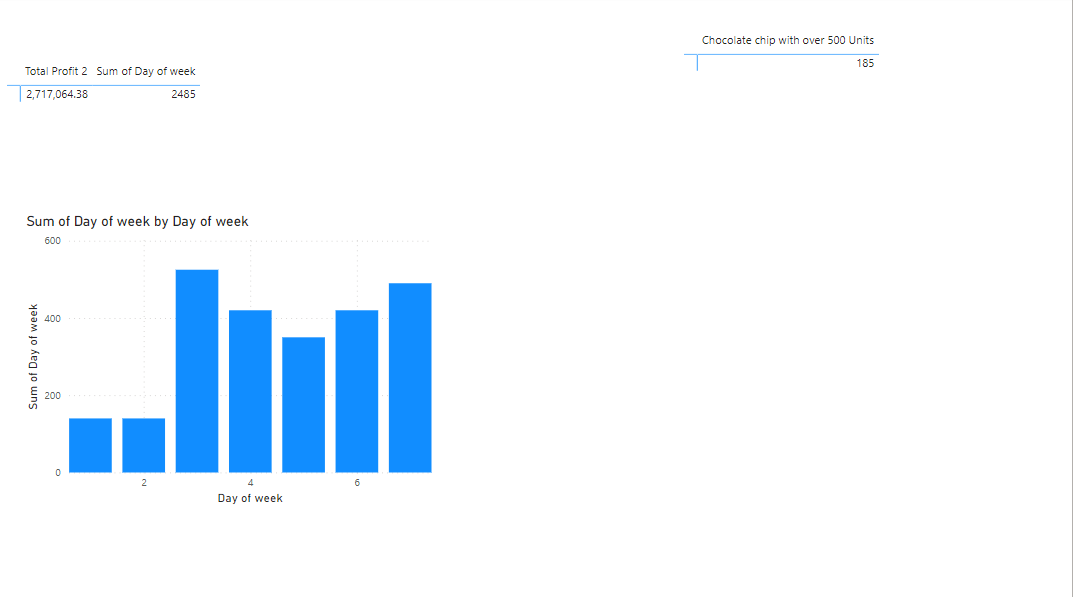 Chocolate chip with over 500 Units
185
Total Profit 2 Sum of Day of week
2,717,064.38 2485
Sum of Day of week by Day of week
600
400
200
0
Sum of Day of week
2 4 6
Day of week